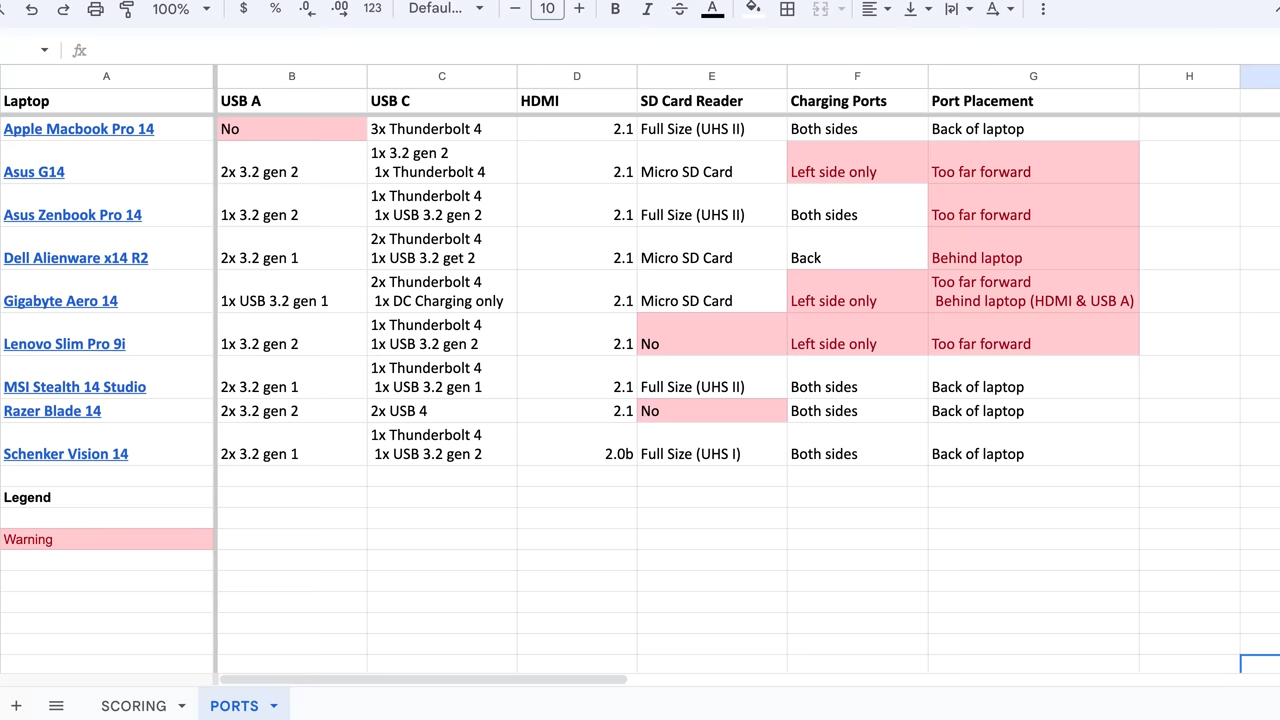 $ % .0 .00 123 Defaul... 10 B I A
100%
fx
A B C D E F G H
Laptop USB A USB C HDMI SD Card Reader Charging Ports Port Placement
Apple Macbook Pro 14 No 3x Thunderbolt 4 2.1 Full Size (UHS II) Both sides Back of laptop
1x 3.2 gen 2
Asus G14 2x 3.2 gen 2 1x Thunderbolt 4 2.1 Micro SD Card Left side only Too far forward
1x Thunderbolt 4
Asus Zenbook Pro 14 1x 3.2 gen 2 1x USB 3.2 gen 2 2.1 Full Size (UHS II) Both sides Too far forward
2x Thunderbolt 4
Dell Alienware x14 R2 2x 3.2 gen 1 1x USB 3.2 get 2 2.1 Micro SD Card Back Behind laptop
2x Thunderbolt 4 Too far forward
Gigabyte Aero 14 1x USB 3.2 gen 1 1x DC Charging only 2.1 Micro SD Card Left side only Behind laptop (HDMI & USB A)
1x Thunderbolt 4
Lenovo Slim Pro 9i 1x 3.2 gen 2 1x USB 3.2 gen 2 2.1 No Left side only Too far forward
1x Thunderbolt 4
MSI Stealth 14 Studio 2x 3.2 gen 1 1x USB 3.2 gen 1 2.1 Full Size (UHS II) Both sides Back of laptop
Razer Blade 14 2x 3.2 gen 2 2x USB 4 2.1 No Both sides Back of laptop
1x Thunderbolt 4
Schenker Vision 14 2x 3.2 gen 1 1x USB 3.2 gen 2 2.0b Full Size (UHS I) Both sides Back of laptop
Legend
Warning
SCORING PORTS